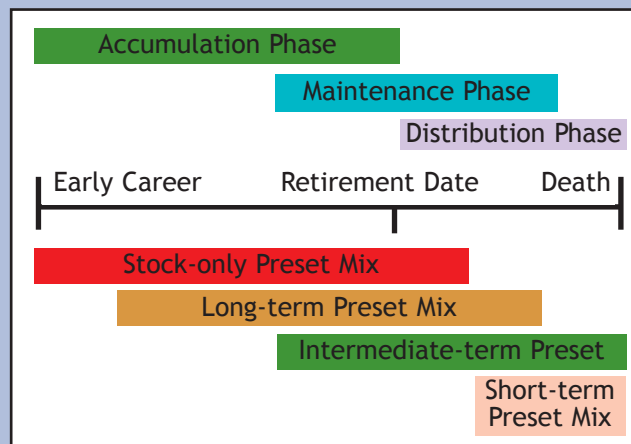 Accumulation Phase
Maintenance Phase
Distribution Phase
Early Career Retirement Date Death
Stock-only Preset Mix
Long-term Preset Mix
Intermediate-term Preset
Short-term
Preset Mix